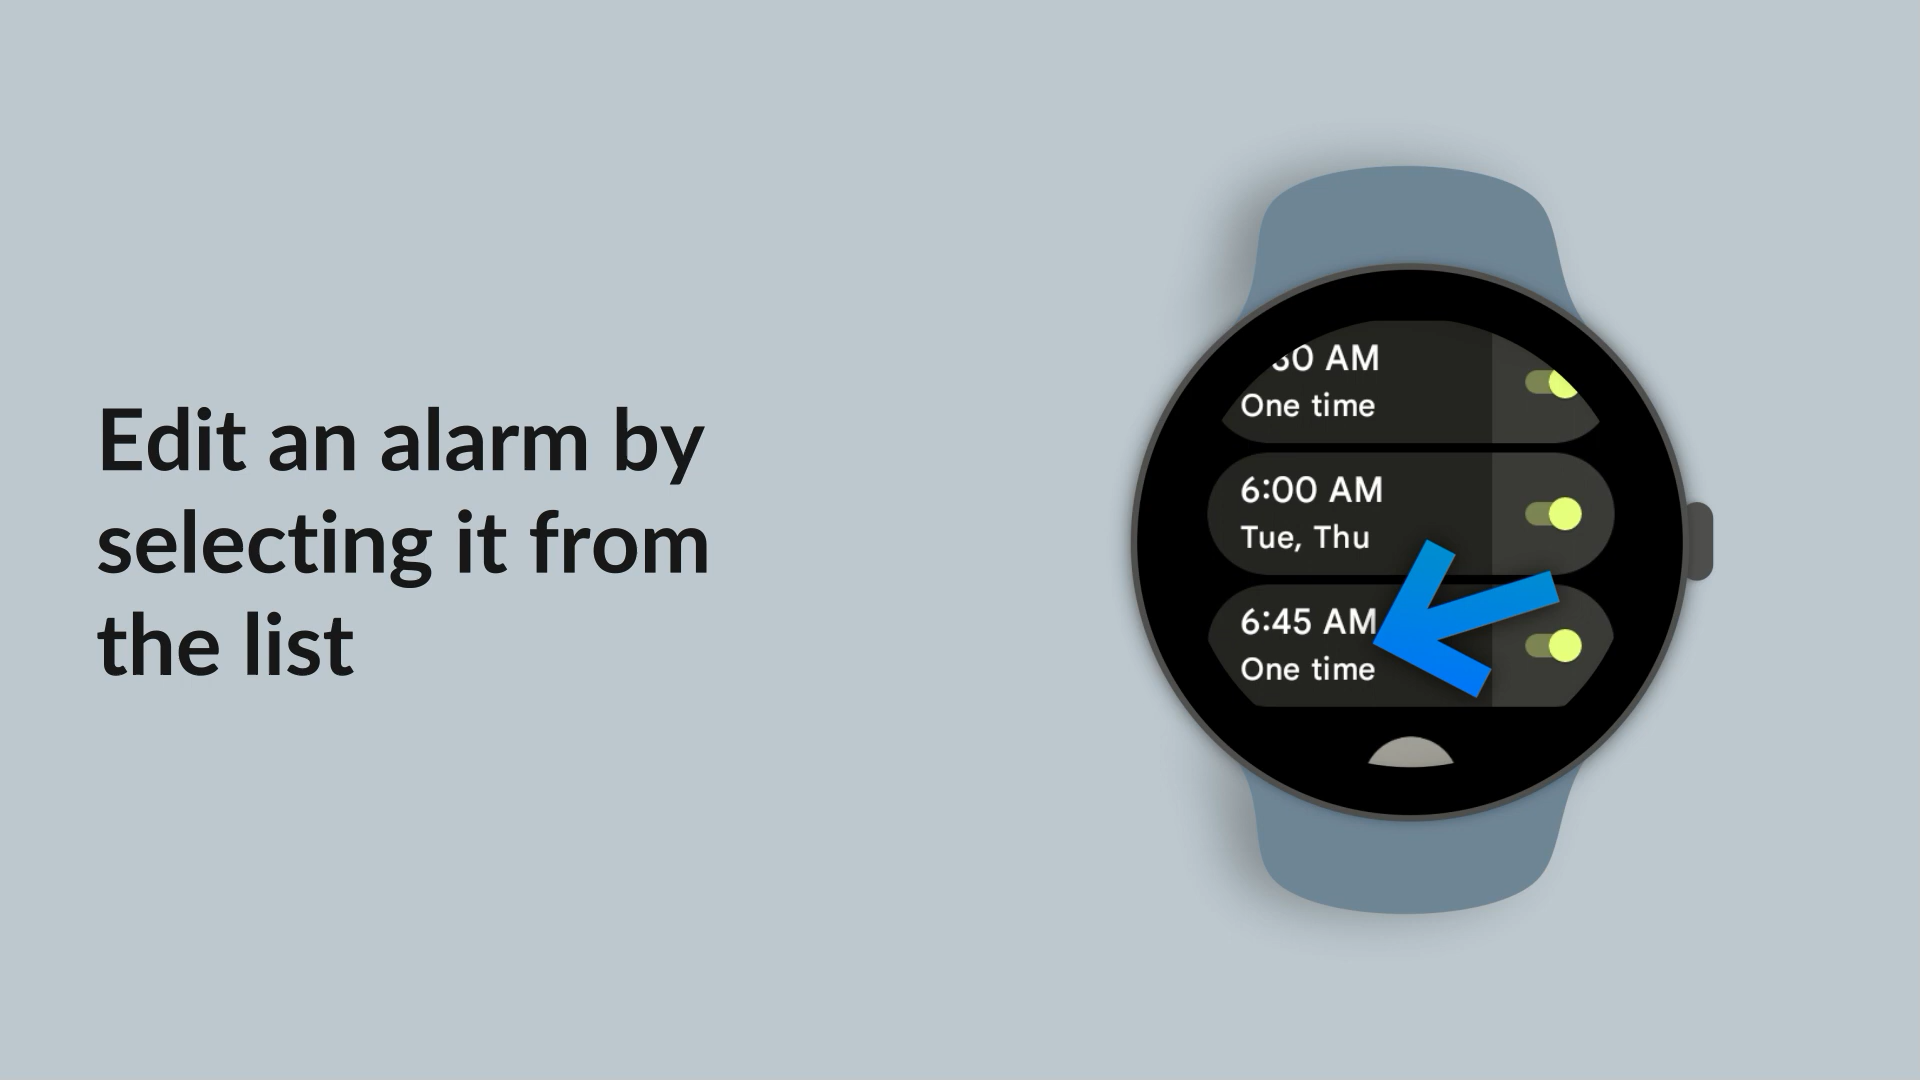 Edit an alarm by
selecting it from
the list
AM
One time
6:00 AM
Tue, Thu
6:45 AM
One time